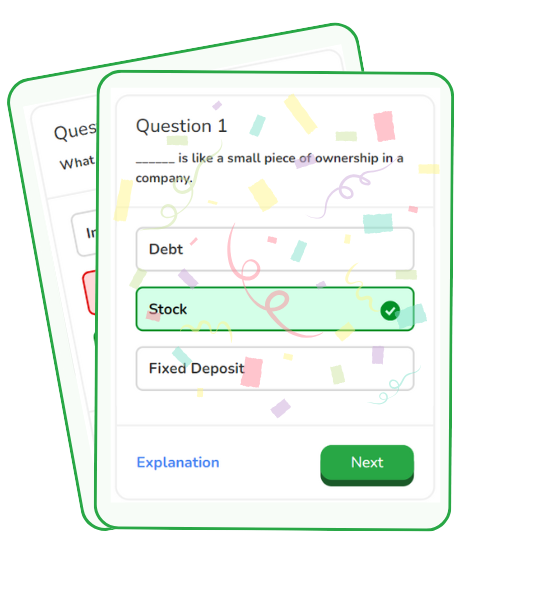 Ques
What
In
Question 1
______ is like a small piece of ownership in a
company.
Debt
Stock
Fixed Deposit
Explanation
Next